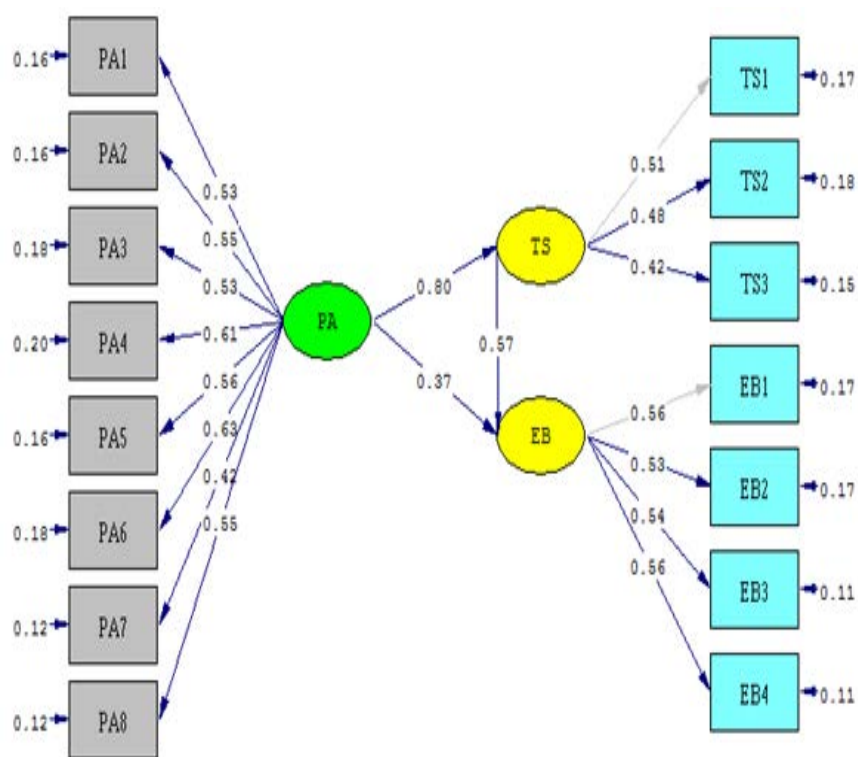 0.16 PA1
0.16 PA2
0.18 PA3
0.20 PA4
0.16 PA5
0.18 PA6
0.12 PA7
0.12 PA8
0.53
0.55
0.53
0.61
0.56
0.63
0.42
0.55
PA
0.80
0.37
TS
0.57
EB
0.51
0.48
0.42
0.56
0.53
0.54
0.56
TS1 0.17
TS2 0.18
TS3 0.15
EB1 0.17
EB2 0.17
EB3 0.11
EB4 0.11